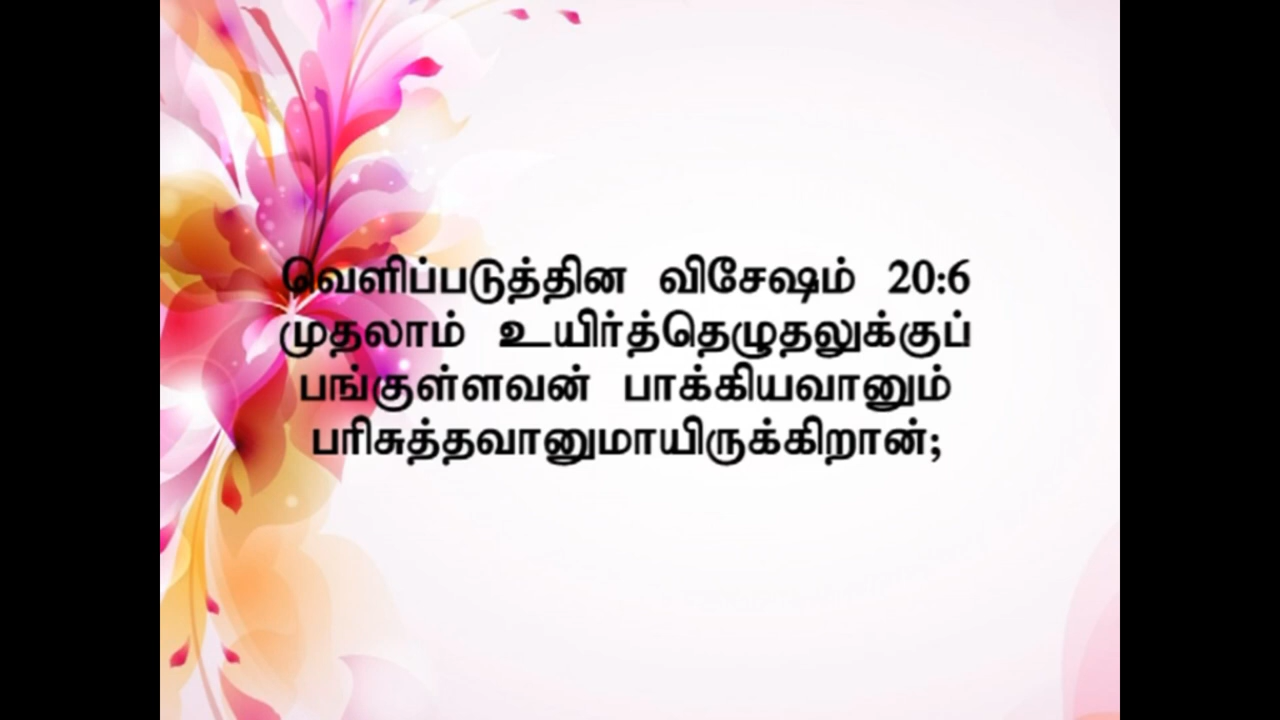 வெளிப்படுத்தின விசேஷம் 20:6
முதலாம் உயிர்த்தெழுதலுக்குப்
பங்குள்ளவன் பாக்கியவானும்
பரிசுத்தவானுமாயிருக்கிறான்;